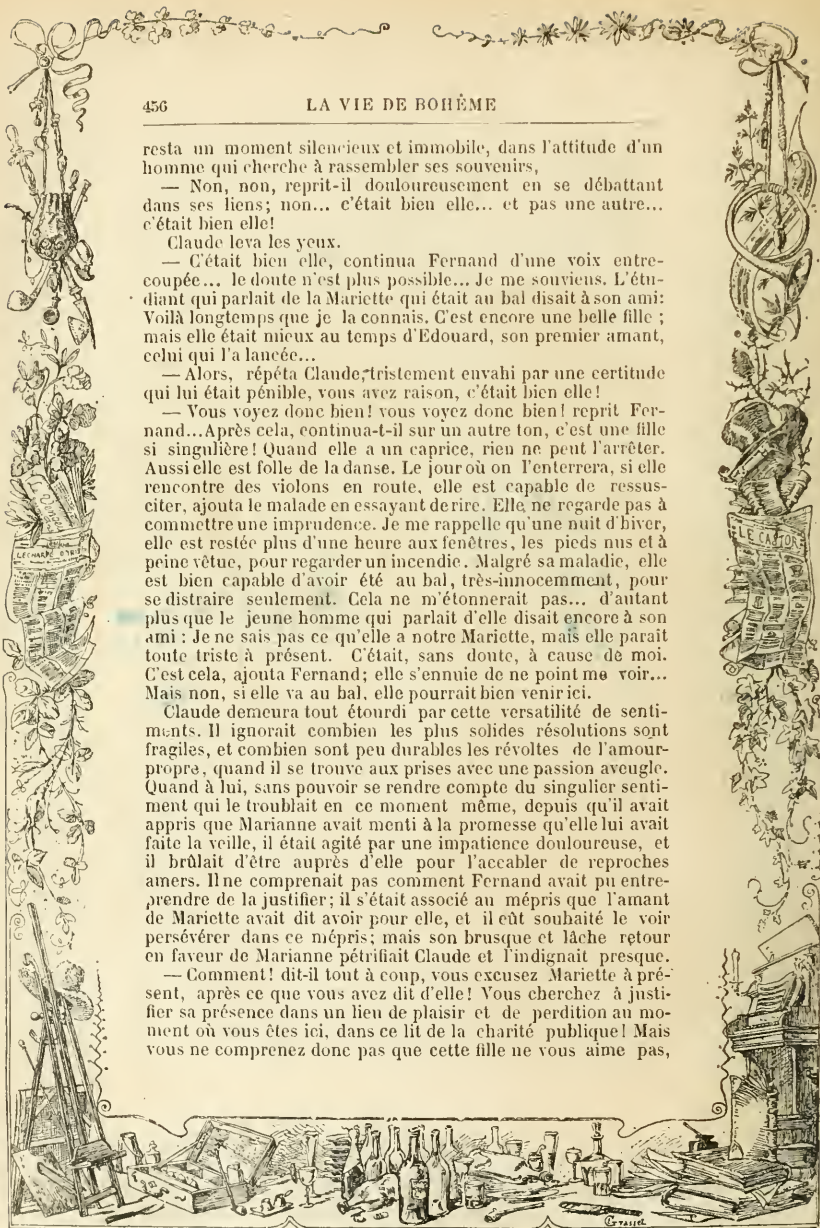 456 LA VIE DE BOHÊME
resta un moment silencieux et immobile, dans l'attitude d'un
homme qui cherche à rassembler ses souvenirs,
— Non, non, reprit-il douloureusement en se débattant
dans ses liens; non... c'était bien elle... et pas une autre...
c'était bien elle!
Claude leva les yeux.
— C'était bien elle, continua Fernand d'une voix entre-
coupée... le doute n'est plus possible... Je me souviens. L'étu-
diant qui parlait de la Mariette qui était au bal disait à son ami:
Voilà longtemps que je la connais. C'est encore une belle fille ;
mais elle était mieux au temps d'Edouard, son premier amant,
celui qui l'a lancée...
— Alors, répéta Claude, tristement envahi par une certitude
qui lui était pénible, vous avez raison, c'était bien elle!
— Vous voyez donc bien! vous voyez donc bien! reprit Fer-
nand...Après cela, continua-t-il sur un autre ton, c'est une fille
si singulière! Quand elle a un caprice, rien ne peut l'arrêter.
Aussi elle est folle de la danse. Le jour où on l'enterrera, si elle
rencontre des violons en route, elle est capable de ressus-
citer, ajouta le malade en essayant de rire. Elle ne regarde pas à
commettre une imprudence. Je me rappelle qu'une nuit d'hiver,
elle est restée plus d'une heure aux fenêtres, les pieds nus et à
peine vêtue, pour regarder un incendie. Malgré sa maladie, elle
est bien capable d'avoir été au bal, très-innocemment, pour
se distraire seulement. Cela ne m'étonnerait pas... d'autant
plus que le jeune homme qui parlait d'elle disait encore à son
ami : Je ne sais pas ce qu'elle a notre Mariette, mais elle parait
toute triste à présent. C'était, sans doute, à cause de moi.
C'est cela, ajouta Fernand; elle s'ennuie de ne point me voir...
Mais non, si elle va au bal, elle pourrait bien venir ici.
Claude demeura tout étourdi par cette versatilité de senti-
ments. Il ignorait combien les plus solides résolutions sont
fragiles, et combien sont peu durables les révoltes de l'amour-
propre, quand il se trouve aux prises avec une passion aveugle.
Quand à lui, sans pouvoir se rendre compte du singulier senti-
ment qui le troublait en ce moment même, depuis qu'il avait
appris que Marianne avait menti à la promesse qu'elle lui avait
faite la veille, il était agité par une impatience douloureuse, et
il brûlait d'être auprès d'elle pour l'accabler de reproches
amers. Il ne comprenait pas comment Fernand avait pu entre-
prendre de la justifier; il s'était associé au mépris que l'amant
de Mariette avait dit avoir pour elle, et il eût souhaité le voir
persévérer dans ce mépris; mais son brusque et lâche retour
en faveur de Marianne pétrifiait Claude et l'indignait presque.
— Comment! dit-il tout à coup, vous excusez Mariette à pré-
sent, après ce que vous avez dit d'elle! Vous cherchez à justi-
fier sa présence dans un lieu de plaisir et de perdition au mo-
ment où vous êtes ici, dans ce lit de la charité publique! Mais
vous ne comprenez donc pas que cette fille ne vous aime pas,
LE CASTOR
Grasset